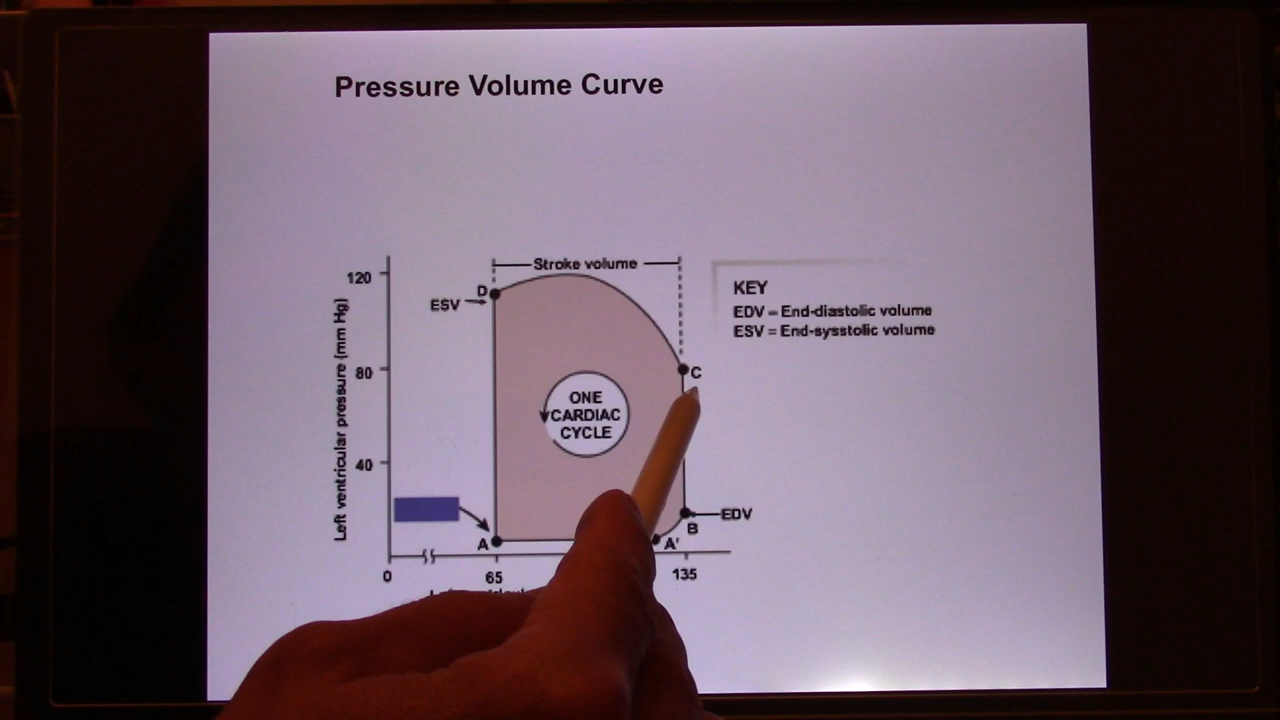 Pressure Volume Curve
Stroke volume
120
D
ESV
KEY
EDV = End-diastolic volume
ESV = End-sysstolic volume
80
C
ONE
CARDIAC
CYCLE
Left ventricular pressure (mm Hg)
40
EDV
B
A
A'
0
65
135